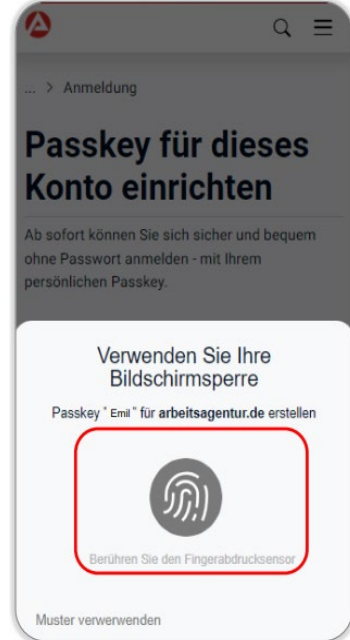 ... > Anmeldung
Passkey für dieses
Konto einrichten
Ab sofort können Sie sich sicher und bequem
ohne Passwort anmelden - mit Ihrem
persönlichen Passkey.
Verwenden Sie Ihre
Bildschirmsperre
Passkey " Emil " für arbeitsagentur.de erstellen
Berühren Sie den Fingerabdrucksensor
Muster verwerwenden